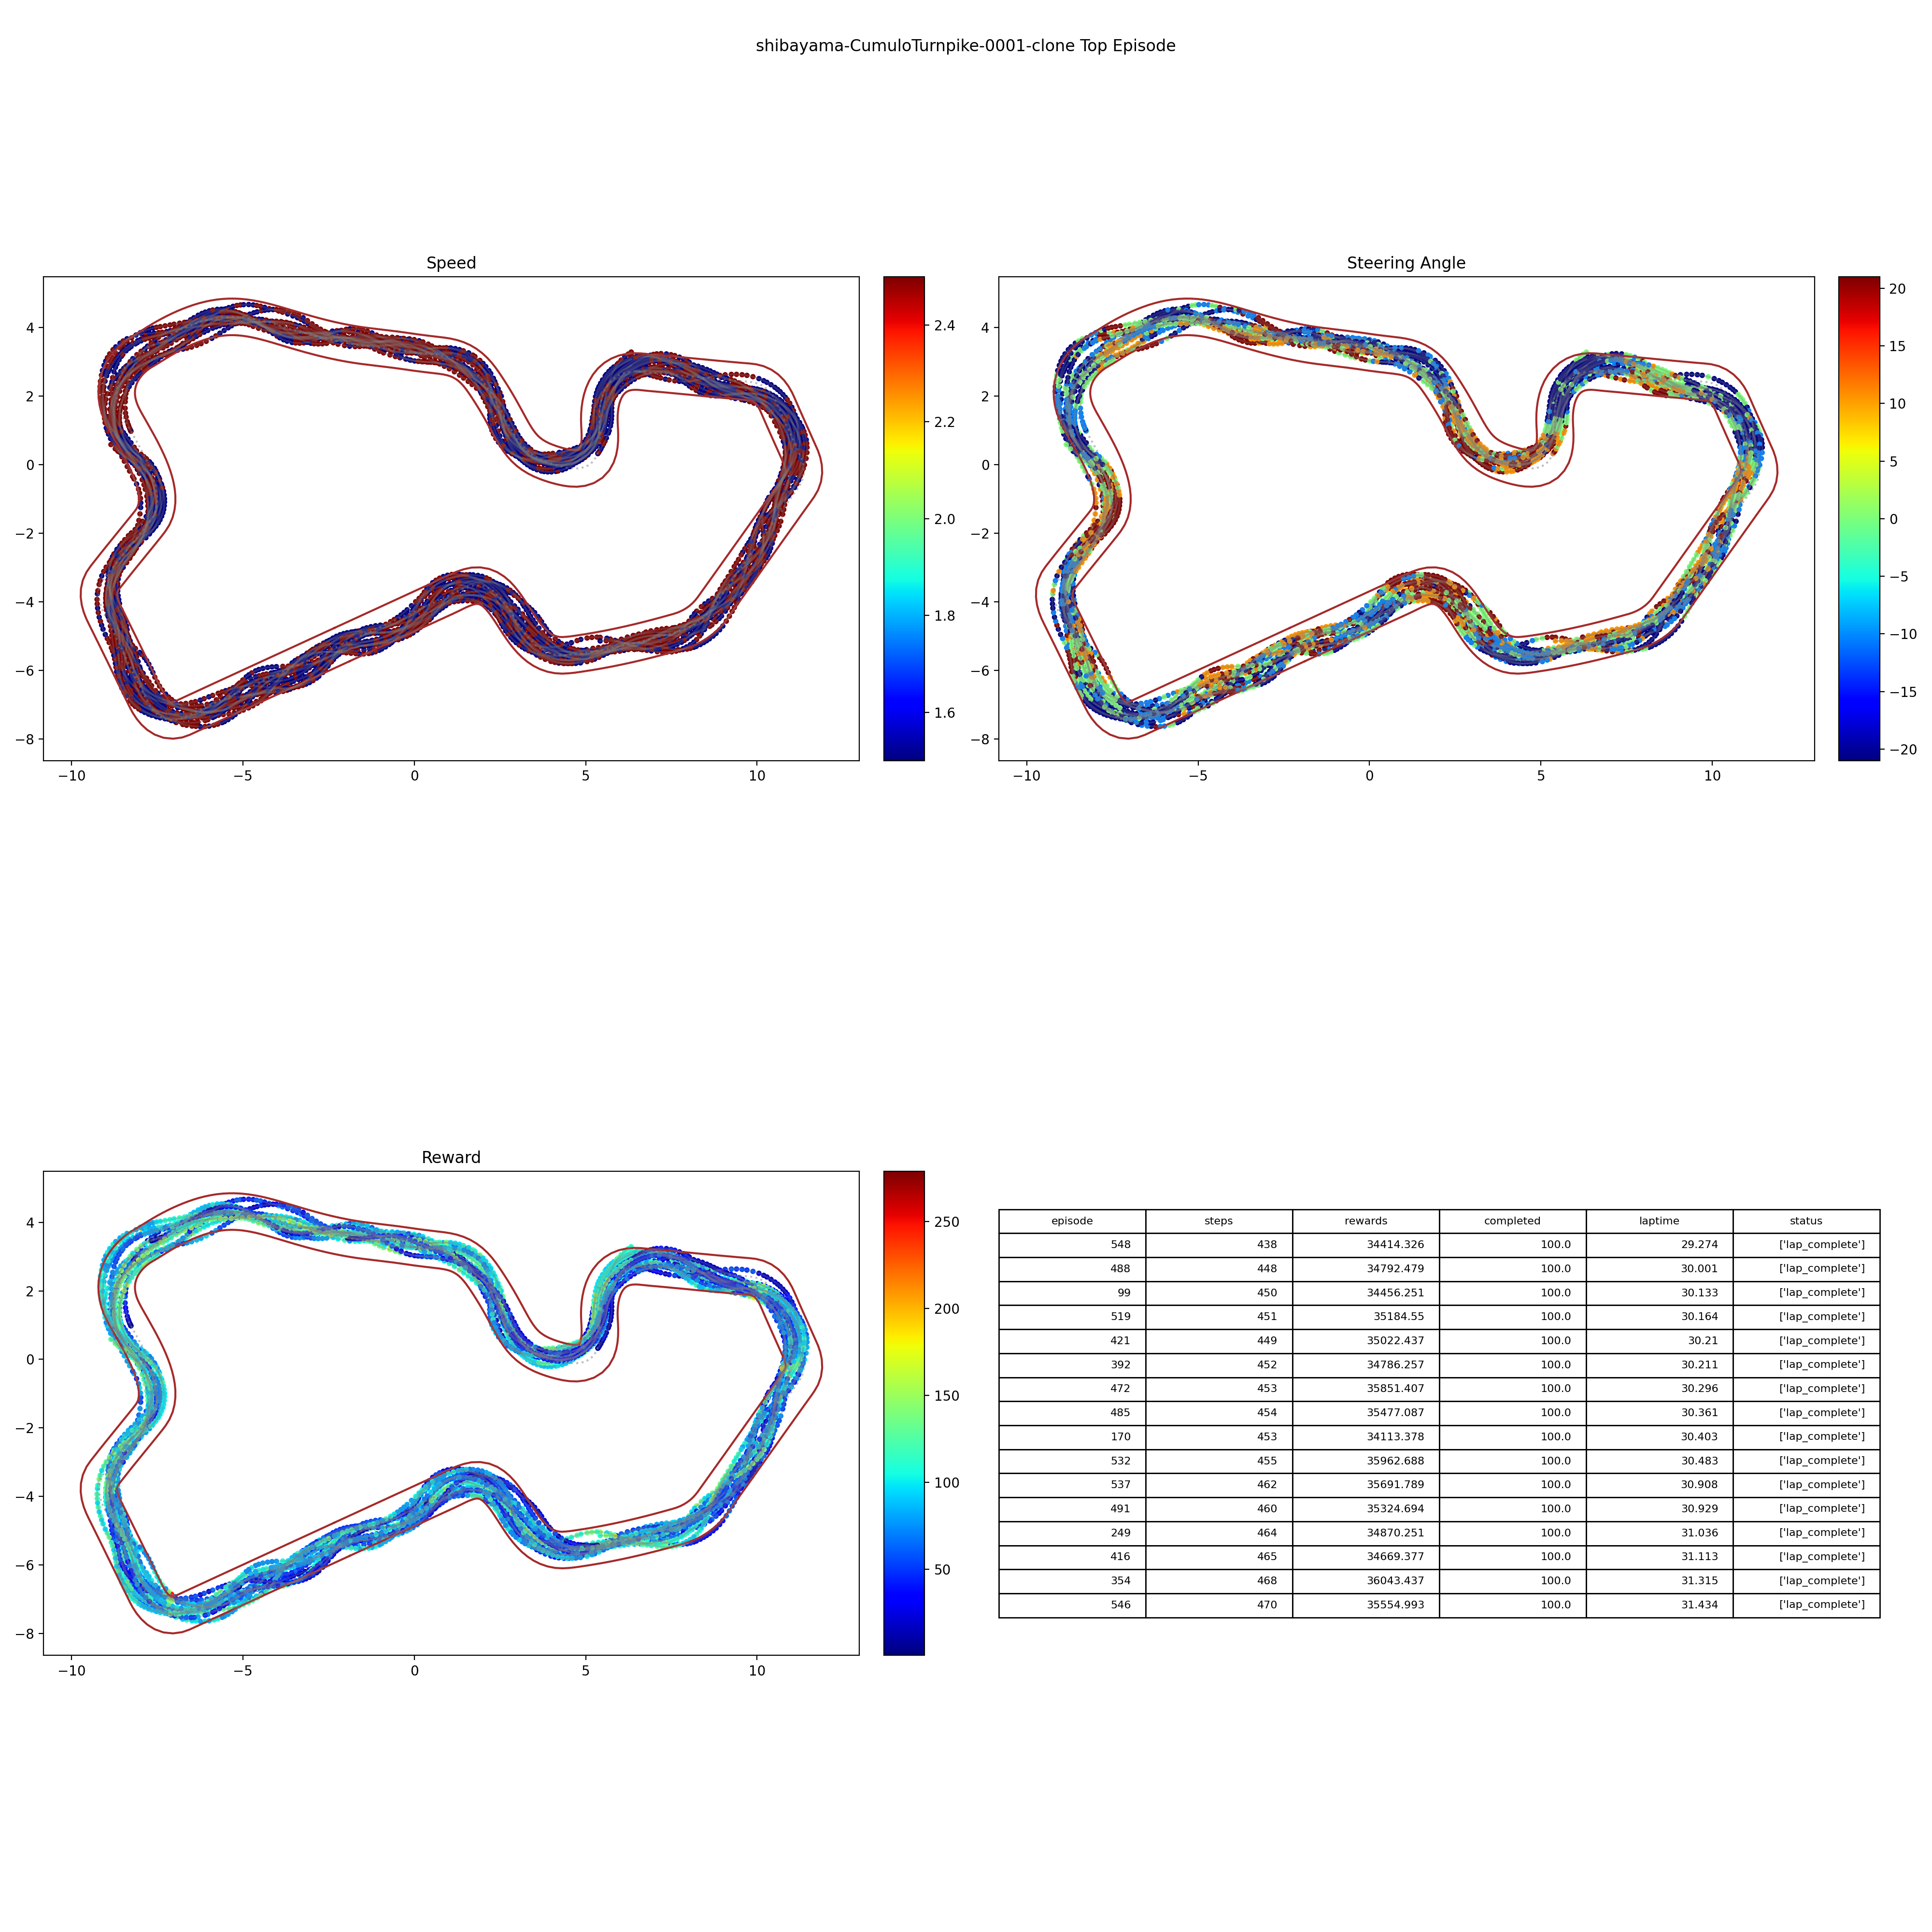 shibayama-CumuloTurnpike-0001-clone Top Episode
Speed
4
2
0
−2
−4
−6
−8
−10 −5 0 5 10
2.4
2.2
2.0
1.8
1.6
Steering Angle
4
2
0
−2
−4
−6
−8
−10 −5 0 5 10
20
15
10
5
0
−5
−10
−15
−20
Reward
4
2
0
−2
−4
−6
−8
−10 −5 0 5 10
250
200
150
100
50
episode steps rewards completed laptime status
548 438 34414.326 100.0 29.274 ['lap_complete']
488 448 34792.479 100.0 30.001 ['lap_complete']
99 450 34456.251 100.0 30.133 ['lap_complete']
519 451 35184.55 100.0 30.164 ['lap_complete']
421 449 35022.437 100.0 30.21 ['lap_complete']
392 452 34786.257 100.0 30.211 ['lap_complete']
472 453 35851.407 100.0 30.296 ['lap_complete']
485 454 35477.087 100.0 30.361 ['lap_complete']
170 453 34113.378 100.0 30.403 ['lap_complete']
532 455 35962.688 100.0 30.483 ['lap_complete']
537 462 35691.789 100.0 30.908 ['lap_complete']
491 460 35324.694 100.0 30.929 ['lap_complete']
249 464 34870.251 100.0 31.036 ['lap_complete']
416 465 34669.377 100.0 31.113 ['lap_complete']
354 468 36043.437 100.0 31.315 ['lap_complete']
546 470 35554.993 100.0 31.434 ['lap_complete']